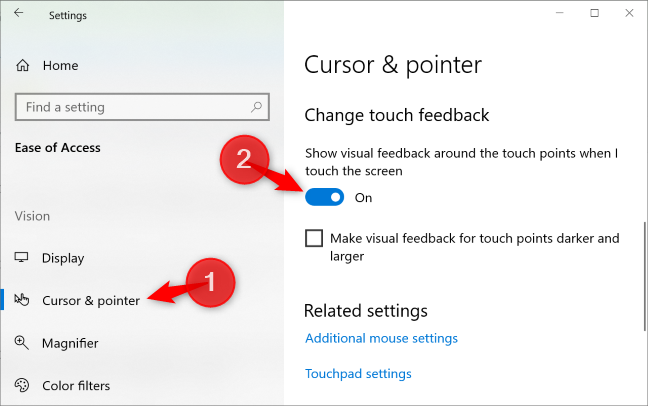 Settings
Home
Find a setting
Ease of Access
Vision
Display
Cursor & pointer
Magnifier
Color filters
1
Cursor & pointer
Change touch feedback
Show visual feedback around the touch points when I
touch the screen
2
On
Make visual feedback for touch points darker and
larger
Related settings
Additional mouse settings
Touchpad settings